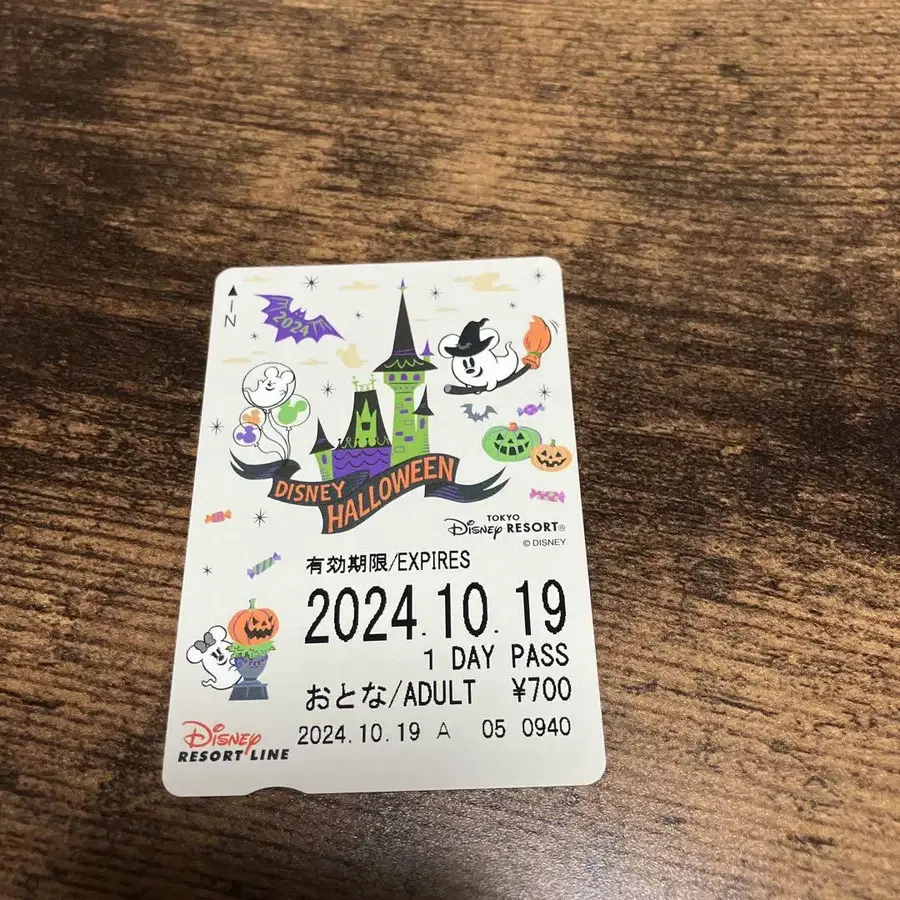 ▲IN
2024
DISNEY
HALLOWEEN
TOKYO
Disney RESORT®
© DISNEY
有効期限/EXPIRES
2024.10.19
1 DAY PASS
おとな/ADULT ¥700
2024.10.19 A 05 0940
Disney
RESORT LINE